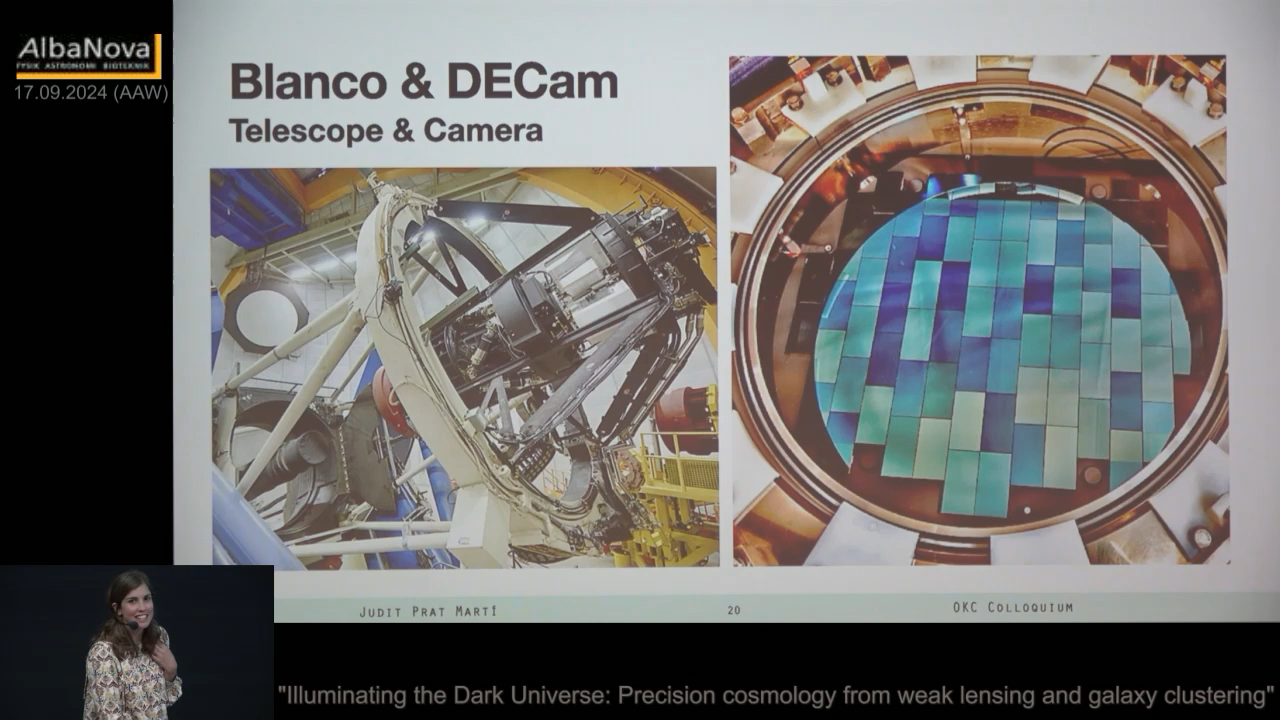 AlbaNova
FYSIK ASTRONOMI BIOTEKNIK
17.09.2024 (AAW)
Blanco & DECam
Telescope & Camera
Judit Prat Martí
20
OKC Colloquium
"Illuminating the Dark Universe: Precision cosmology from weak lensing and galaxy clustering"